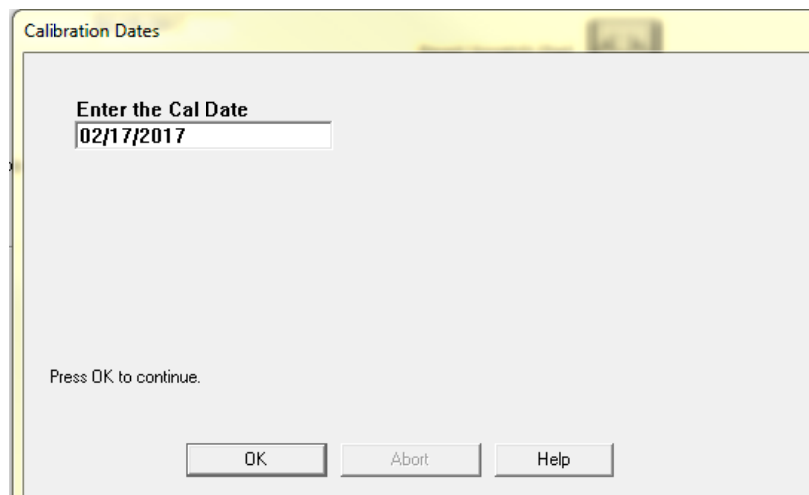 Calibration Dates
Enter the Cal Date
02/17/2017
Press OK to continue.
OK
Abort
Help